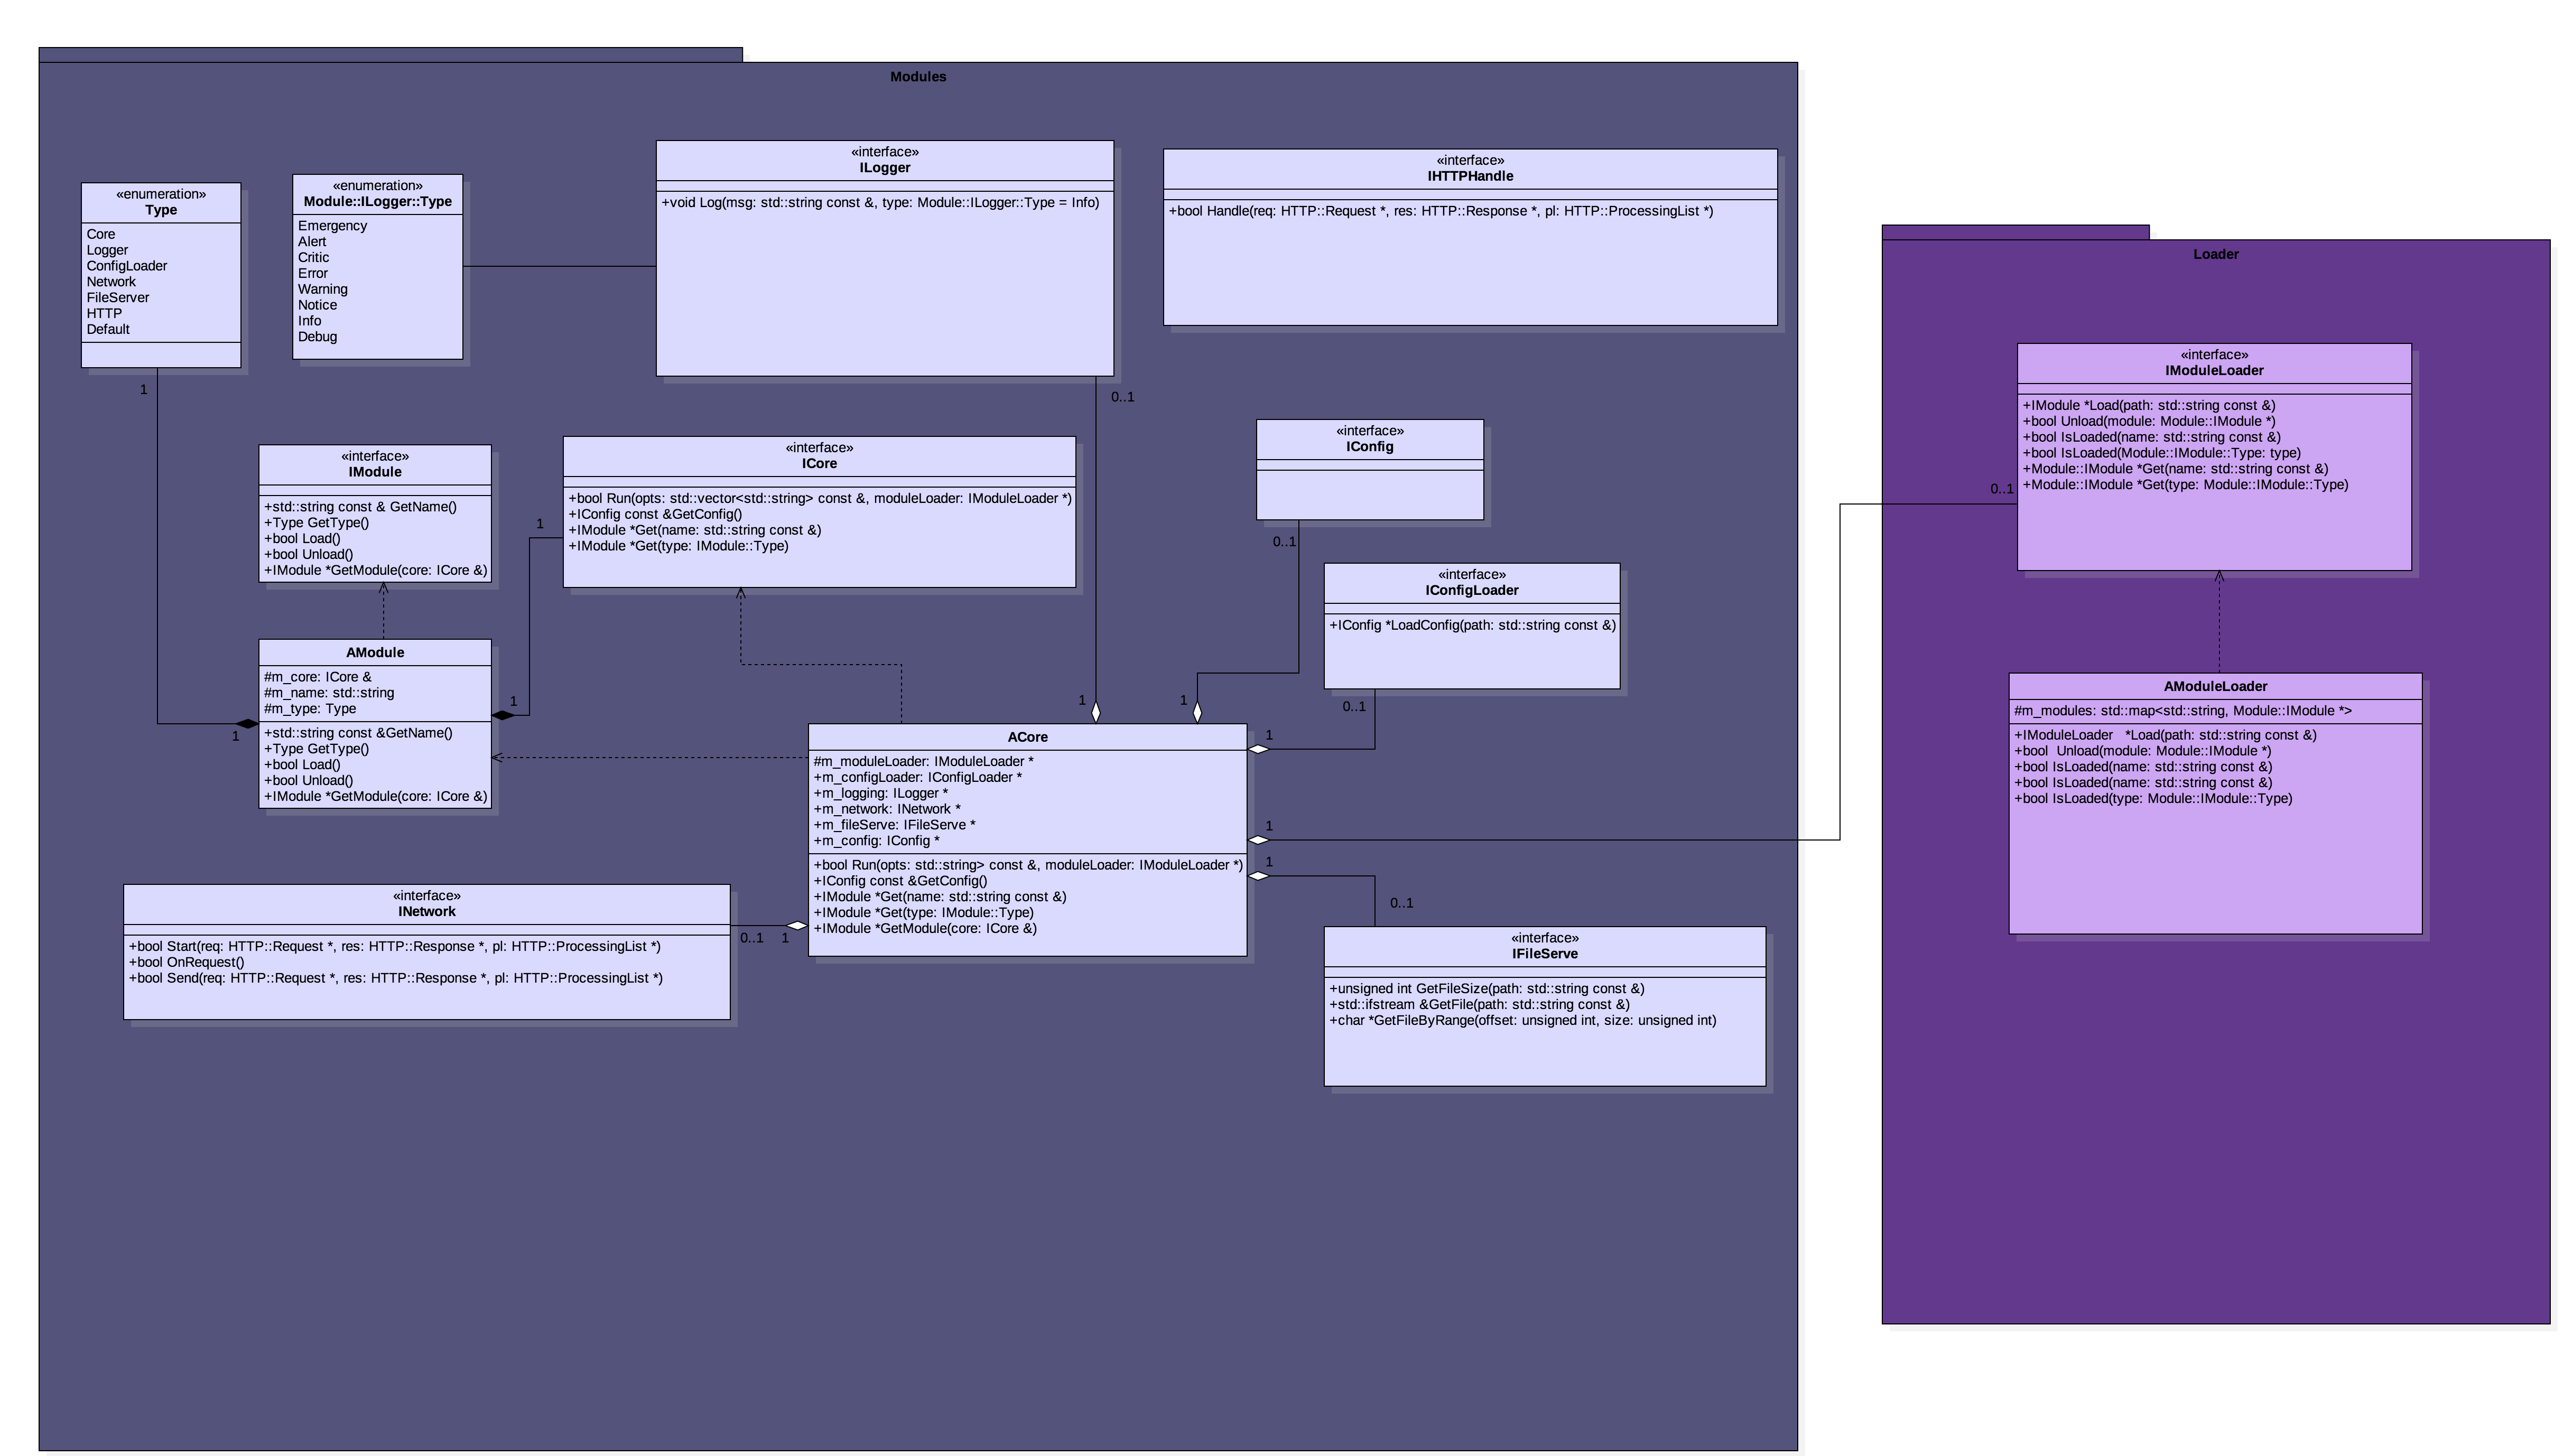 Modules
«enumeration»
Type
Core
Logger
ConfigLoader
Network
FileServer
HTTP
Default
«enumeration»
Module::ILogger::Type
Emergency
Alert
Critic
Error
Warning
Notice
Info
Debug
«interface»
ILogger
+void Log(msg: std::string const &, type: Module::ILogger::Type = Info)
«interface»
IHTTPHandle
+bool Handle(req: HTTP::Request *, res: HTTP::Response *, pl: HTTP::ProcessingList *)
1
0..1
«interface»
IModule
+std::string const & GetName()
+Type GetType()
+bool Load()
+bool Unload()
+IModule *GetModule(core: ICore &)
«interface»
ICore
+bool Run(opts: std::vector<std::string> const &, moduleLoader: IModuleLoader *)
+IConfig const &GetConfig()
+IModule *Get(name: std::string const &)
+IModule *Get(type: IModule::Type)
1
«interface»
IConfig
0..1
«interface»
IConfigLoader
+IConfig *LoadConfig(path: std::string const &)
0..1
AModule
#m_core: ICore &
#m_name: std::string
#m_type: Type
+std::string const &GetName()
+Type GetType()
+bool Load()
+bool Unload()
+IModule *GetModule(core: ICore &)
1
1
1
1
1
1
1
ACore
#m_moduleLoader: IModuleLoader *
+m_configLoader: IConfigLoader *
+m_logging: ILogger *
+m_network: INetwork *
+m_fileServe: IFileServe *
+m_config: IConfig *
+bool Run(opts: std::string> const &, moduleLoader: IModuleLoader *)
+IConfig const &GetConfig()
+IModule *Get(name: std::string const &)
+IModule *Get(type: IModule::Type)
+IModule *GetModule(core: ICore &)
«interface»
INetwork
+bool Start(req: HTTP::Request *, res: HTTP::Response *, pl: HTTP::ProcessingList *)
+bool OnRequest()
+bool Send(req: HTTP::Request *, res: HTTP::Response *, pl: HTTP::ProcessingList *)
0..1
1
0..1
«interface»
IFileServe
+unsigned int GetFileSize(path: std::string const &)
+std::ifstream &GetFile(path: std::string const &)
+char *GetFileByRange(offset: unsigned int, size: unsigned int)
Loader
«interface»
IModuleLoader
+IModule *Load(path: std::string const &)
+bool Unload(module: Module::IModule *)
+bool IsLoaded(name: std::string const &)
+bool IsLoaded(Module::IModule::Type: type)
+Module::IModule *Get(name: std::string const &)
+Module::IModule *Get(type: Module::IModule::Type)
0..1
AModuleLoader
#m_modules: std::map<std::string, Module::IModule *>
+IModuleLoader   *Load(path: std::string const &)
+bool  Unload(module: Module::IModule *)
+bool IsLoaded(name: std::string const &)
+bool IsLoaded(name: std::string const &)
+bool IsLoaded(type: Module::IModule::Type)